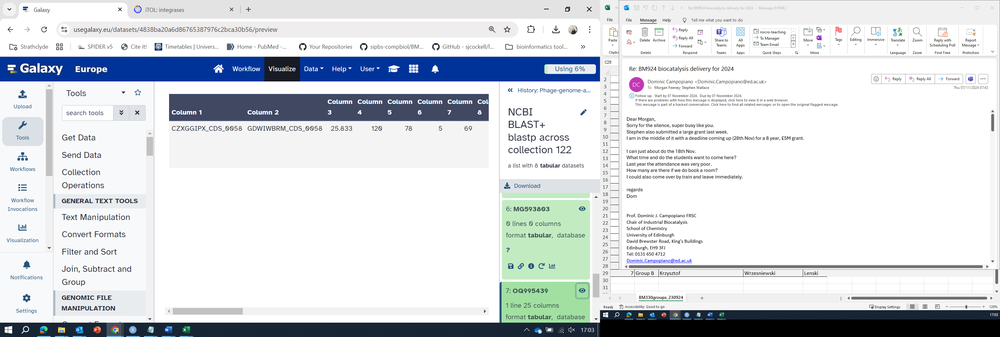 Galaxy
iTOL: integrases
usegalaxy.eu/datasets/4838ba20a6d86765387976c2bca30b56/preview
Strathclyde
SPIDER v5
Cite it!
Timetables | Univers...
Home - PubMed -...
Your Repositories
sipbs-compbiol/BM...
GitHub - sjcockell/I...
bioinformatics tool...
Galaxy Europe
Workflow
Visualize
Data
Help
User
Using 6%
Upload
Tools
Workflows
Workflow
Invocations
Visualization
Notifications
Settings
Tools
search tools
Get Data
Send Data
Collection
Operations
GENERAL TEXT TOOLS
Text Manipulation
Convert Formats
Filter and Sort
Join, Subtract and
Group
GENOMIC FILE
MANIPULATION
Column 1 Column 2 Column 3 Column 4 Column 5 Column 6 Column 7 Col 8
CZXGGIPX_CDS_0058 GDWIWBRM_CDS_0058 25.833 120 78 5 69
History: Phage-genome-a...
NCBI
BLAST+
blastp across
collection 122
a list with 8 tabular datasets
Download
6: MG593803
0 lines 0 columns
format tabular, database
?
7: OQ995439
1 line 25 columns
format tabular, database
17:03
File
Paste
Clipbo
C28
Re: BM924 biocatalysis delivery for 2024 - Message (HTML)
File Message Help Tell me what you want to do
Delete
Archive
Reply
Reply All
Forward
Share to
Teams
All
Apps
micro-teaching
To Manager
Team Email
Move
Tags
Editing
Immersive
Translate
Zoom
Reply with
Scheduling Poll
Report
Message
Delete Respond Teams Apps Quick Steps Move Language Zoom Find Time Protection
Re: BM924 biocatalysis delivery for 2024
DC
Dominic Campopiano <Dominic.Campopiano@ed.ac.uk>
To Morgan Feeney; Stephen Wallace
Reply Reply All Forward
Thu 07/11/2024 07:43
Follow up. Start by 07 November 2024. Due by 07 November 2024.
If there are problems with how this message is displayed, click here to view it in a web browser.
This message is part of a tracked conversation. Click here to find all related messages or to open the original flagged message.
Dear Morgan,
Sorry for the silence, super busy like you.
Stephen also submitted a large grant last week.
I am in the middle of it with a deadline coming up (28th Nov) for a 8 year, £5M grant.
I can just about do the 18th Nov.
What time and do the students want to come here?
Last year the attendance was very poor.
How many are there if we do book a room?
I could also come over by train and leave immediately.
regards
Dom
Prof. Dominic J. Campopiano FRSC
Chair of Industrial Biocatalysis
School of Chemistry
University of Edinburgh
David Brewster Road, King's Buildings
Edinburgh, EH9 3FJ
Tel: 0131 650 4712
Dominic.Campopiano@ed.ac.uk
2
3
4
5
6
7
8
9
10
11
12
13
14
15
16
17
18
19
20
21
22
23
24
25
26
27
28
29 7 Group B Krzysztof Wrzesniewski Lenski
30
31
BM330groups_230924
Ready Accessibility: Good to go
Display Settings
120%
17:03